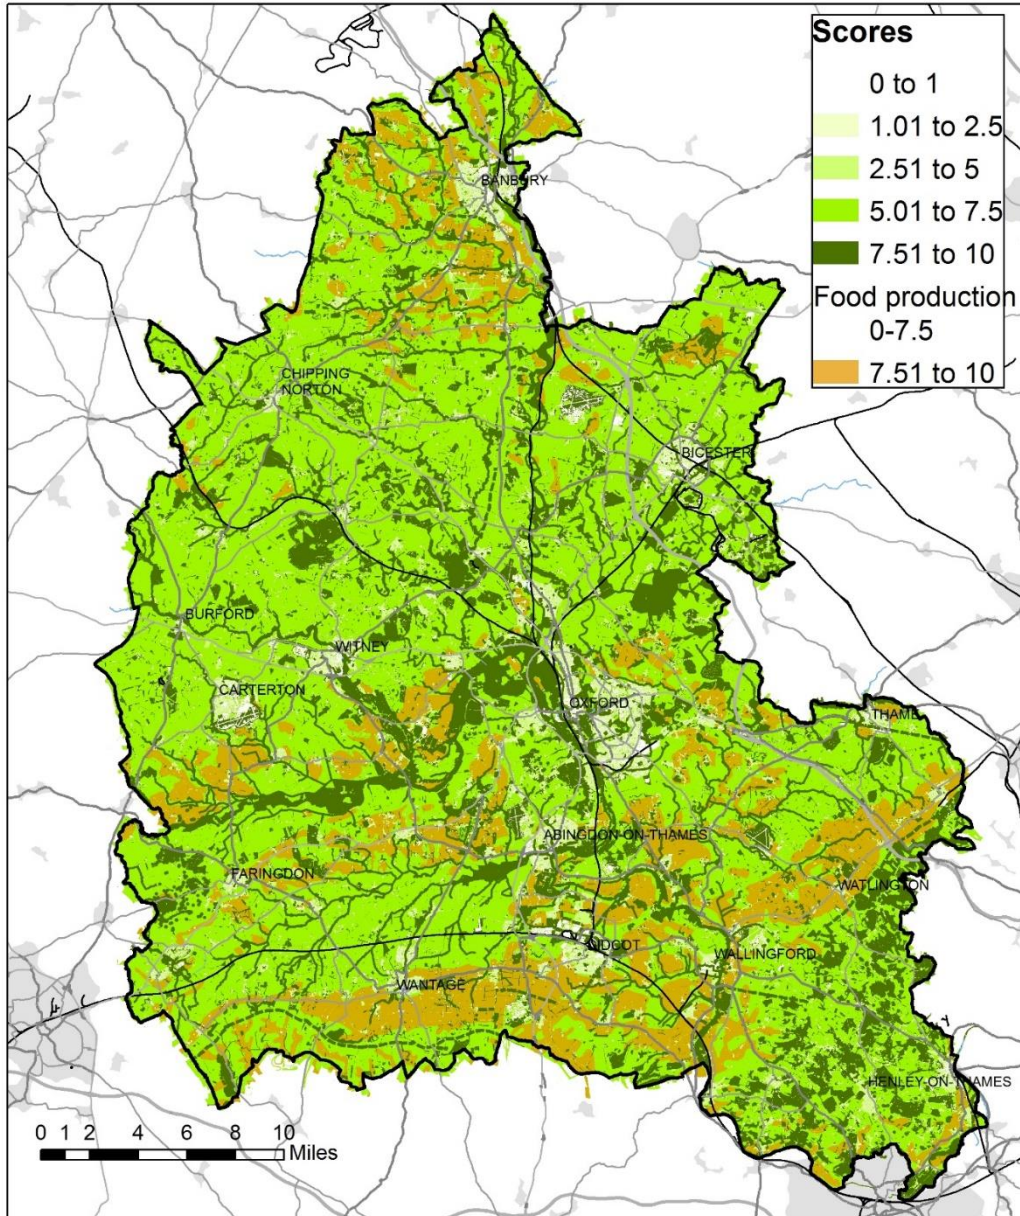 Scores
0 to 1
1.01 to 2.5
2.51 to 5
5.01 to 7.5
7.51 to 10
Food production
0-7.5
7.51 to 10
BANBURY
CHIPPING
NORTON
BICESTER
BURFORD
WITNEY
CARTERTON
OXFORD
THAME
ABINGDON-ON-THAMES
FARINGDON
WATLINGTON
DIDCOT
WALLINGFORD
WANTAGE
HENLEY-ON-THAMES
0 1 2 4 6 8 10
Miles